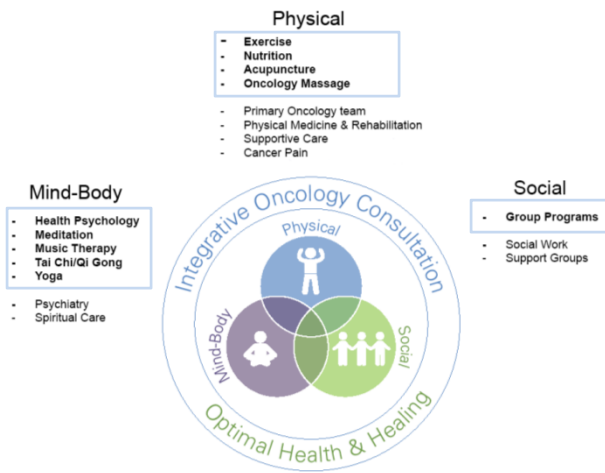 Physical
- Exercise
- Nutrition
- Acupuncture
- Oncology Massage
- Primary Oncology team
- Physical Medicine & Rehabilitation
- Supportive Care
- Cancer Pain
Mind-Body
- Health Psychology
- Meditation
- Music Therapy
- Tai Chi/Qi Gong
- Yoga
- Psychiatry
- Spiritual Care
Social
- Group Programs
- Social Work
- Support Groups
Integrative Oncology Consultation
Physical
Mind-Body
Social
Optimal Health & Healing